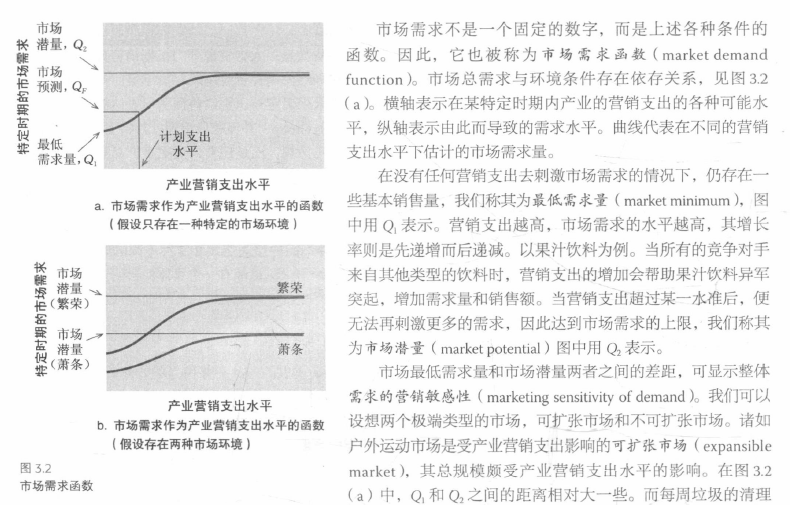 特定时期的市场需求
市场
潜量，Q₂
市场
预测，Q_F
最低
需求量，Q₁
计划支出
水平
产业营销支出水平
a. 市场需求作为产业营销支出水平的函数
（假设只存在一种特定的市场环境）
特定时期的市场需求
市场
潜量
（繁荣）
市场
潜量
（萧条）
繁荣
萧条
产业营销支出水平
b. 市场需求作为产业营销支出水平的函数
（假设存在两种市场环境）
图 3.2
市场需求函数
市场需求不是一个固定的数字，而是上述各种条件的
函数。因此，它也被称为市场需求函数（market demand
function）。市场总需求与环境条件存在依存关系，见图3.2
（a）。横轴表示在某特定时期内产业的营销支出的各种可能水
平，纵轴表示由此而导致的需求水平。曲线代表在不同的营销
支出水平下估计的市场需求量。
在没有任何营销支出去刺激市场需求的情况下，仍存在一
些基本销售量，我们称其为最低需求量（market minimum），图
中用 Q₁ 表示。营销支出越高，市场需求的水平越高，其增长
率则是先递增而后递减。以果汁饮料为例。当所有的竞争对手
来自其他类型的饮料时，营销支出的增加会帮助果汁饮料异军
突起，增加需求量和销售额。当营销支出超过某一水准后，便
无法再刺激更多的需求，因此达到市场需求的上限，我们称其
为市场潜量（market potential）图中用 Q₂ 表示。
市场最低需求量和市场潜量两者之间的差距，可显示整体
需求的营销敏感性（marketing sensitivity of demand）。我们可以
设想两个极端类型的市场，可扩张市场和不可扩张市场。诸如
户外运动市场是受产业营销支出影响的可扩张市场（expansible
market），其总规模颇受产业营销支出水平的影响。在图 3.2
（a）中，Q₁ 和 Q₂ 之间的距离相对大一些。而每周垃圾的清理